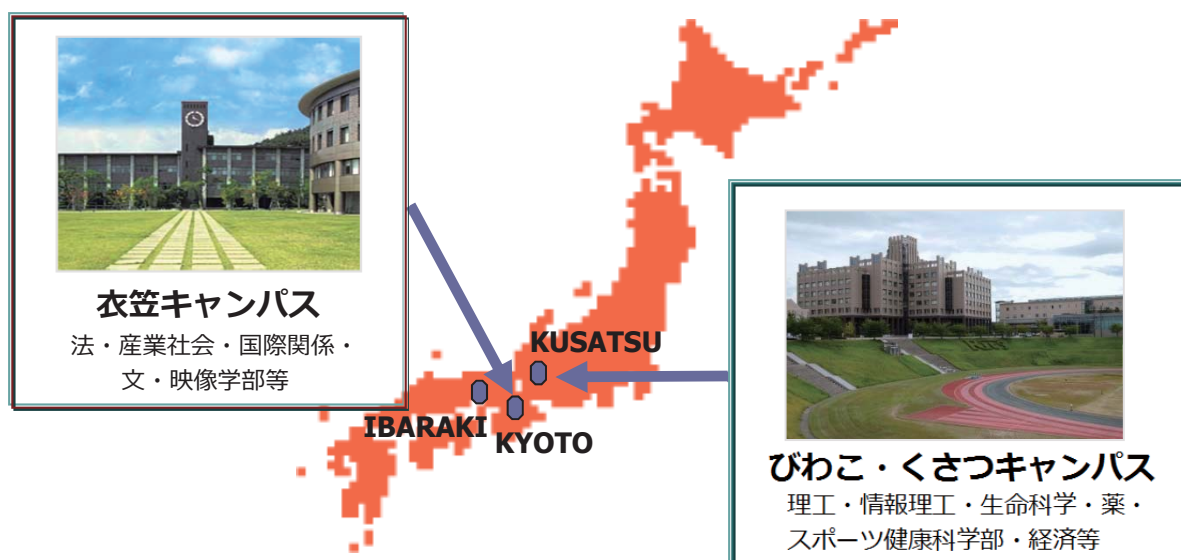 衣笠キャンパス
法・産業社会・国際関係・
文・映像学部等
KUSATSU
IBARAKI
KYOTO
びわこ・くさつキャンパス
理工・情報理工・生命科学・薬・
スポーツ健康科学部・経済等